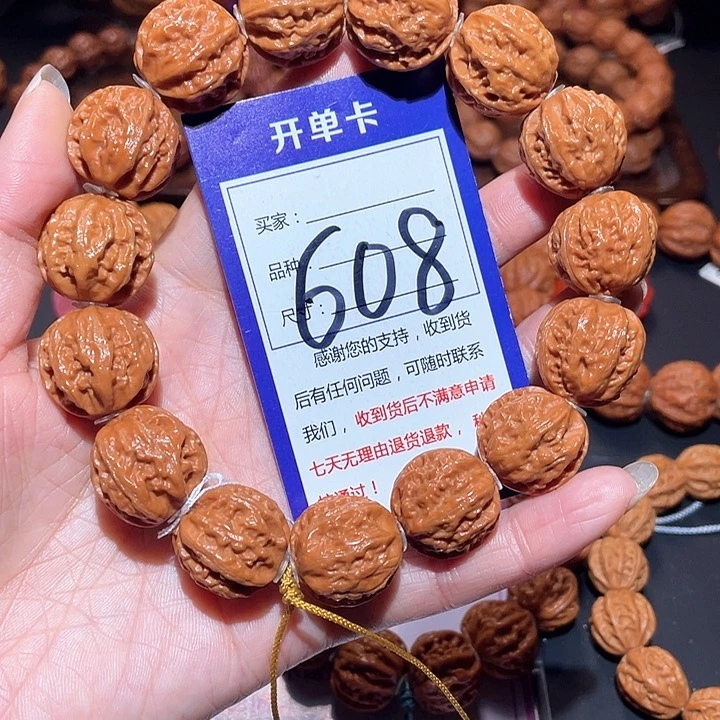 开单卡
买家：
品种：
608
尺寸：
感谢您的支持，收到货
后有任何问题，可随时联系
我们，收到货后不满意申请
七天无理由退货退款，
通过！